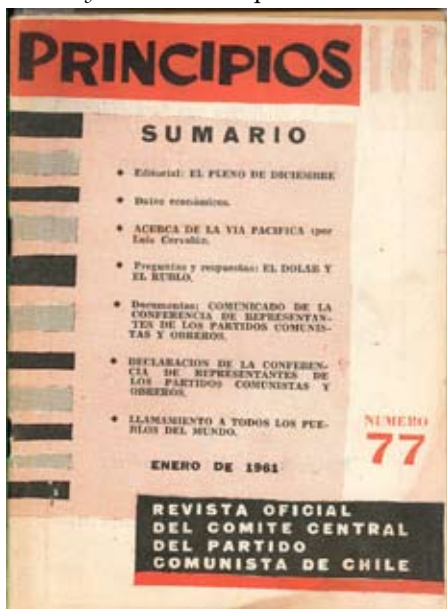 PRINCIPIOS
SUMARIO
Editorial: EL PLENO DE DICIEMBRE
Datos económicos.
ACERCA DE LA VIA PACIFICA (por
Luis Corvalán.
Preguntas y respuestas: EL DOLAR Y
EL RUBLO.
Documentos: COMUNICADO DE LA
CONFERENCIA DE REPRESENTAN-
TES DE LOS PARTIDOS COMUNIS-
TAS Y OBREROS.
DECLARACION DE LA CONFEREN-
CIA DE REPRESENTANTES DE
LOS PARTIDOS COMUNISTAS Y
OBREROS.
LLAMAMIENTO A TODOS LOS PUE-
BLOS DEL MUNDO.
ENERO DE 1961
NUMERO
77
REVISTA OFICIAL
DEL COMITE CENTRAL
DEL PARTIDO
COMUNISTA DE CHILE